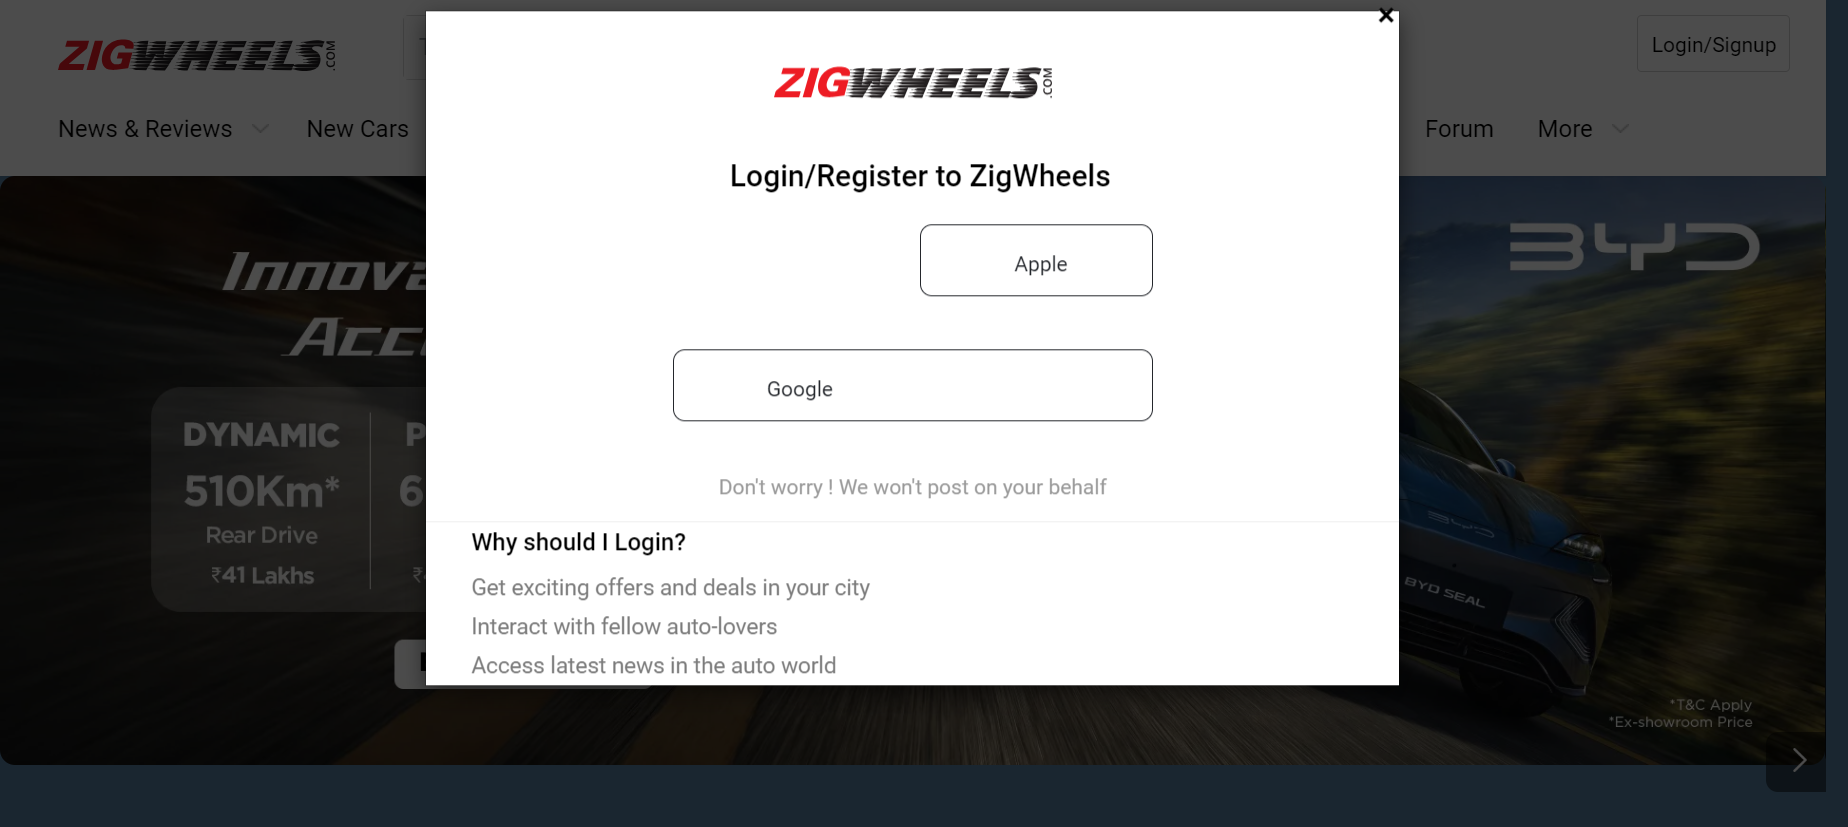 ZIGWHEELS.COM
Login/Signup
News & Reviews
New Cars
Forum
More
ZIGWHEELS.COM
Login/Register to ZigWheels
Apple
Google
Don't worry ! We won't post on your behalf
Why should I Login?
Get exciting offers and deals in your city
Interact with fellow auto-lovers
Access latest news in the auto world
BYD
DYNAMIC
510Km*
Rear Drive
₹41 Lakhs
BYD
BYD SEAL
*T&C Apply
*Ex-showroom Price